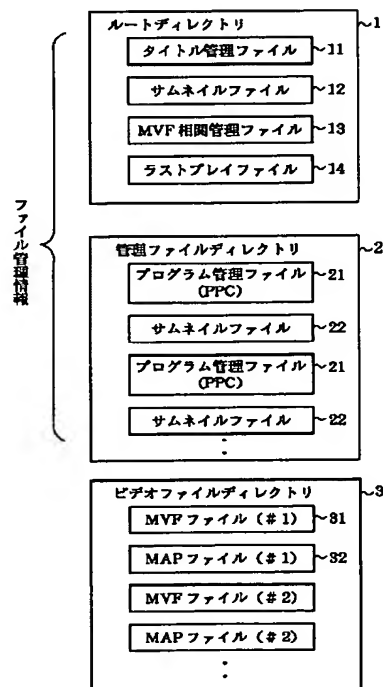 ルートディレクトリ ~1
タイトル管理ファイル ~11
サムネイルファイル ~12
MVF 相関管理ファイル ~13
ラストプレイファイル ~14
ファイル管理情報
管理ファイルディレクトリ ~2
プログラム管理ファイル ~21
(PPC)
サムネイルファイル ~22
プログラム管理ファイル ~21
(PPC)
サムネイルファイル ~22
ビデオファイルディレクトリ ~3
MVF ファイル (#1) ~31
MAP ファイル (#1) ~32
MVF ファイル (#2)
MAP ファイル (#2)